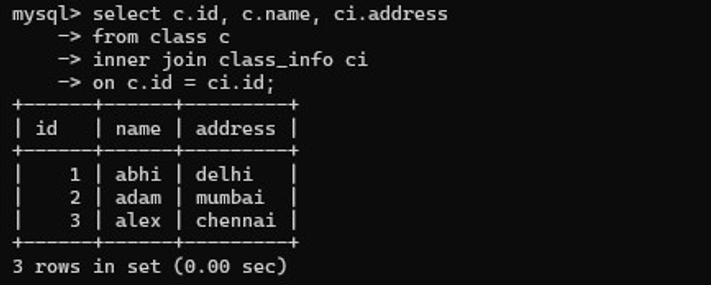 mysql> select c.id, c.name, ci.address
    -> from class c
    -> inner join class_info ci
    -> on c.id = ci.id;
+------+------+---------+
| id   | name | address |
+------+------+---------+
|    1 | abhi | delhi   |
|    2 | adam | mumbai  |
|    3 | alex | chennai |
+------+------+---------+
3 rows in set (0.00 sec)